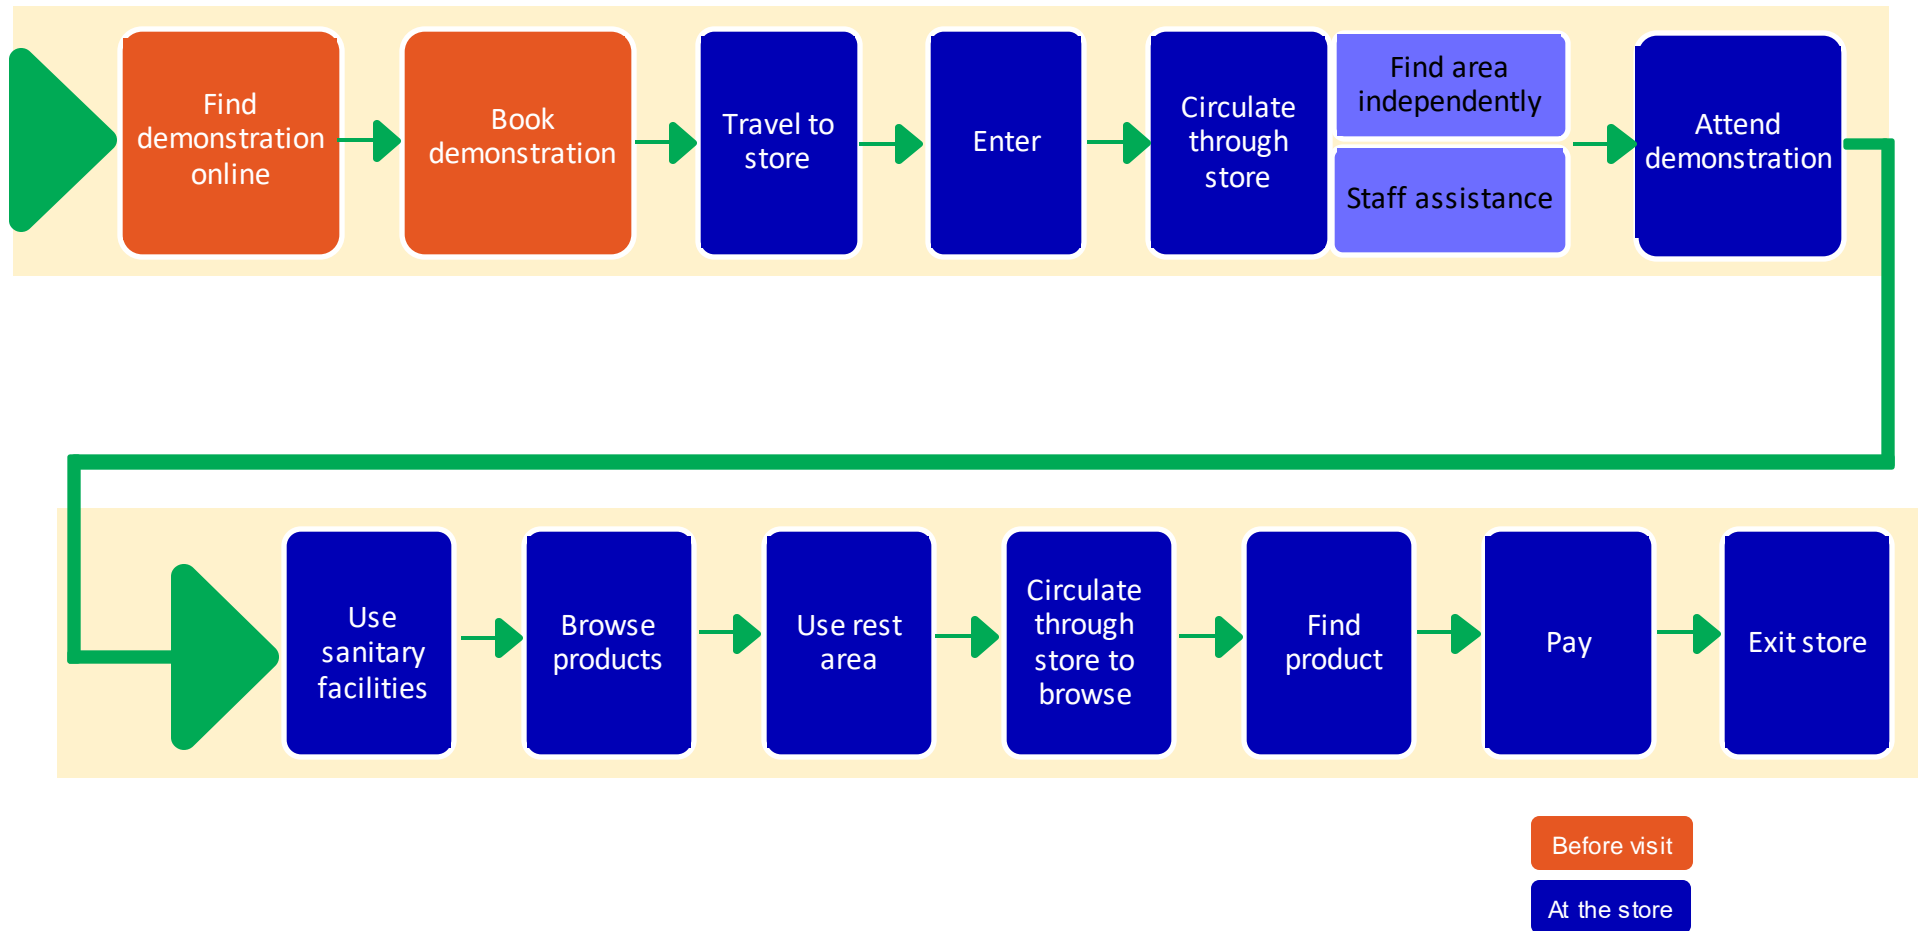 Find
demonstration
online
Book
demonstration
Travel to
store
Enter
Circulate
through
store
Find area
independently
Staff assistance
Attend
demonstration
Use
sanitary
facilities
Browse
products
Use rest
area
Circulate
through
store to
browse
Find
product
Pay
Exit store
Before visit
At the store